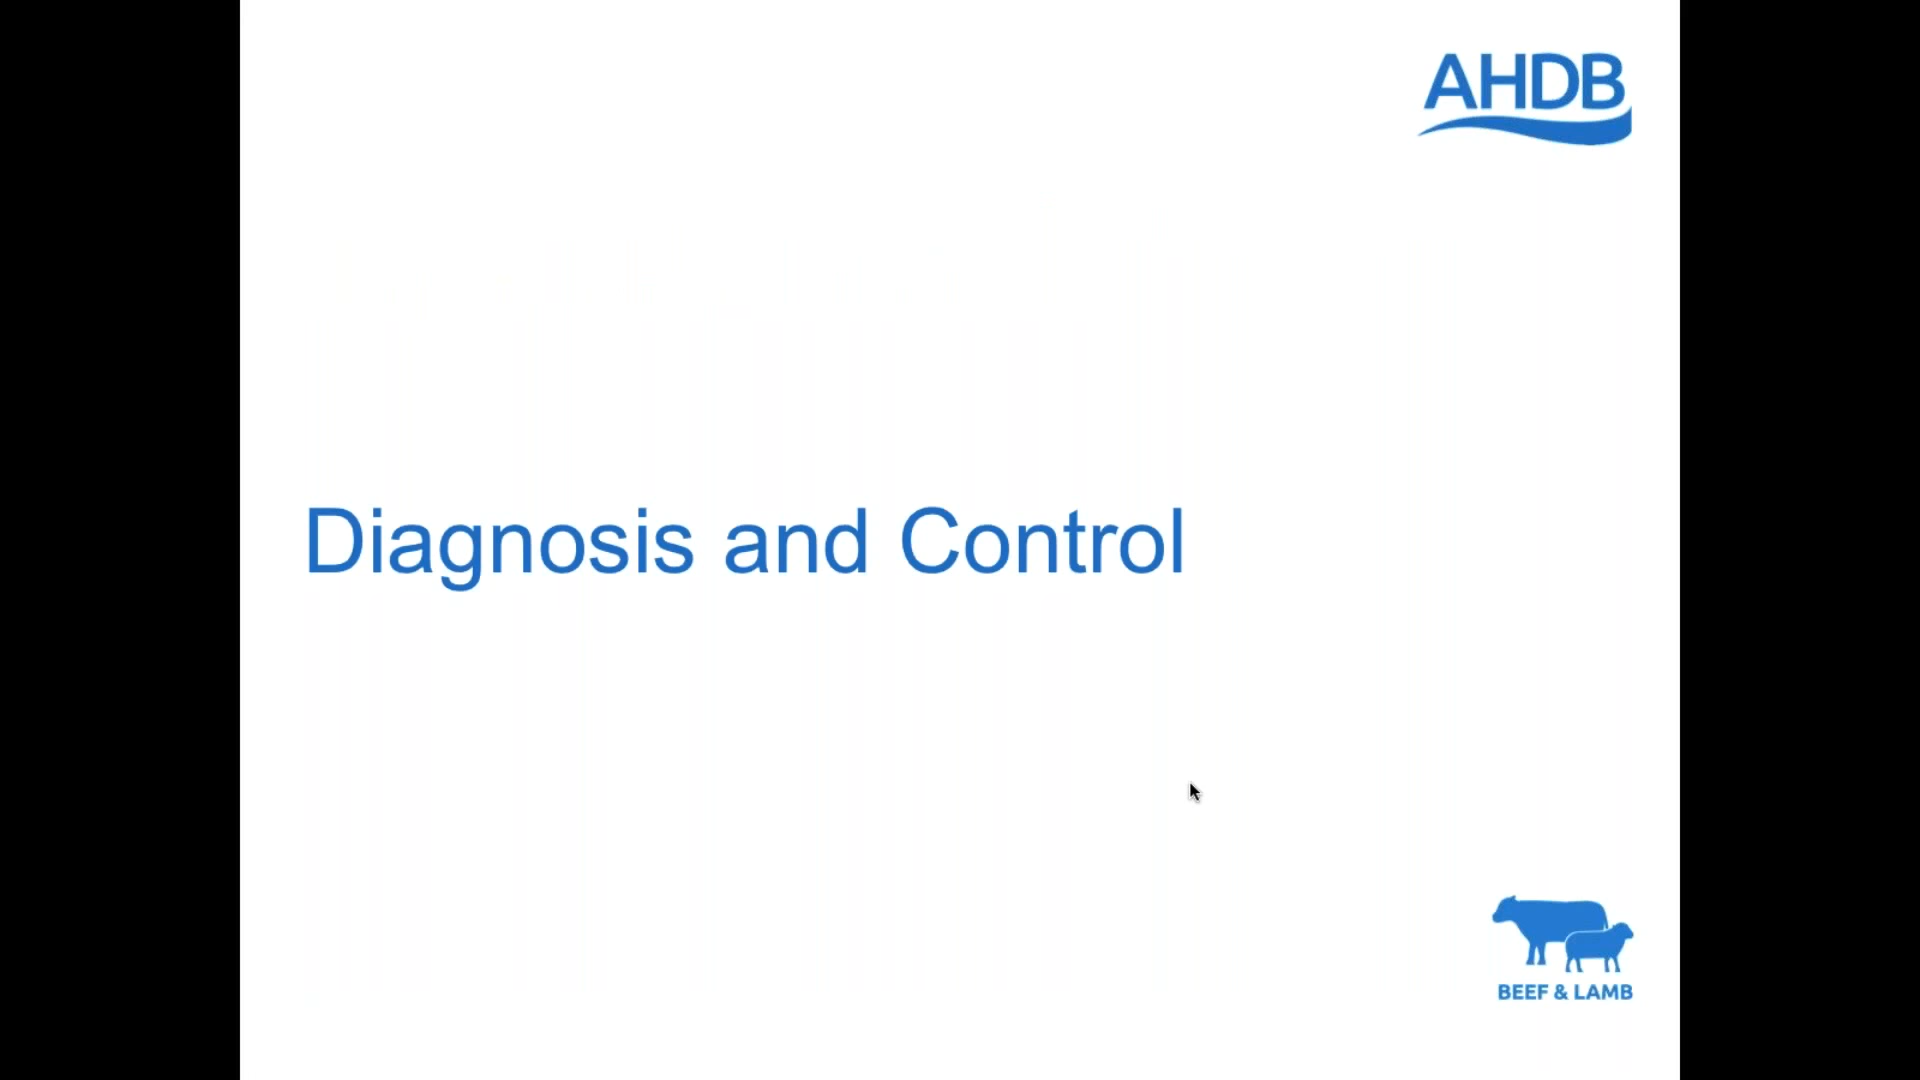 AHDB
Diagnosis and Control
BEEF & LAMB